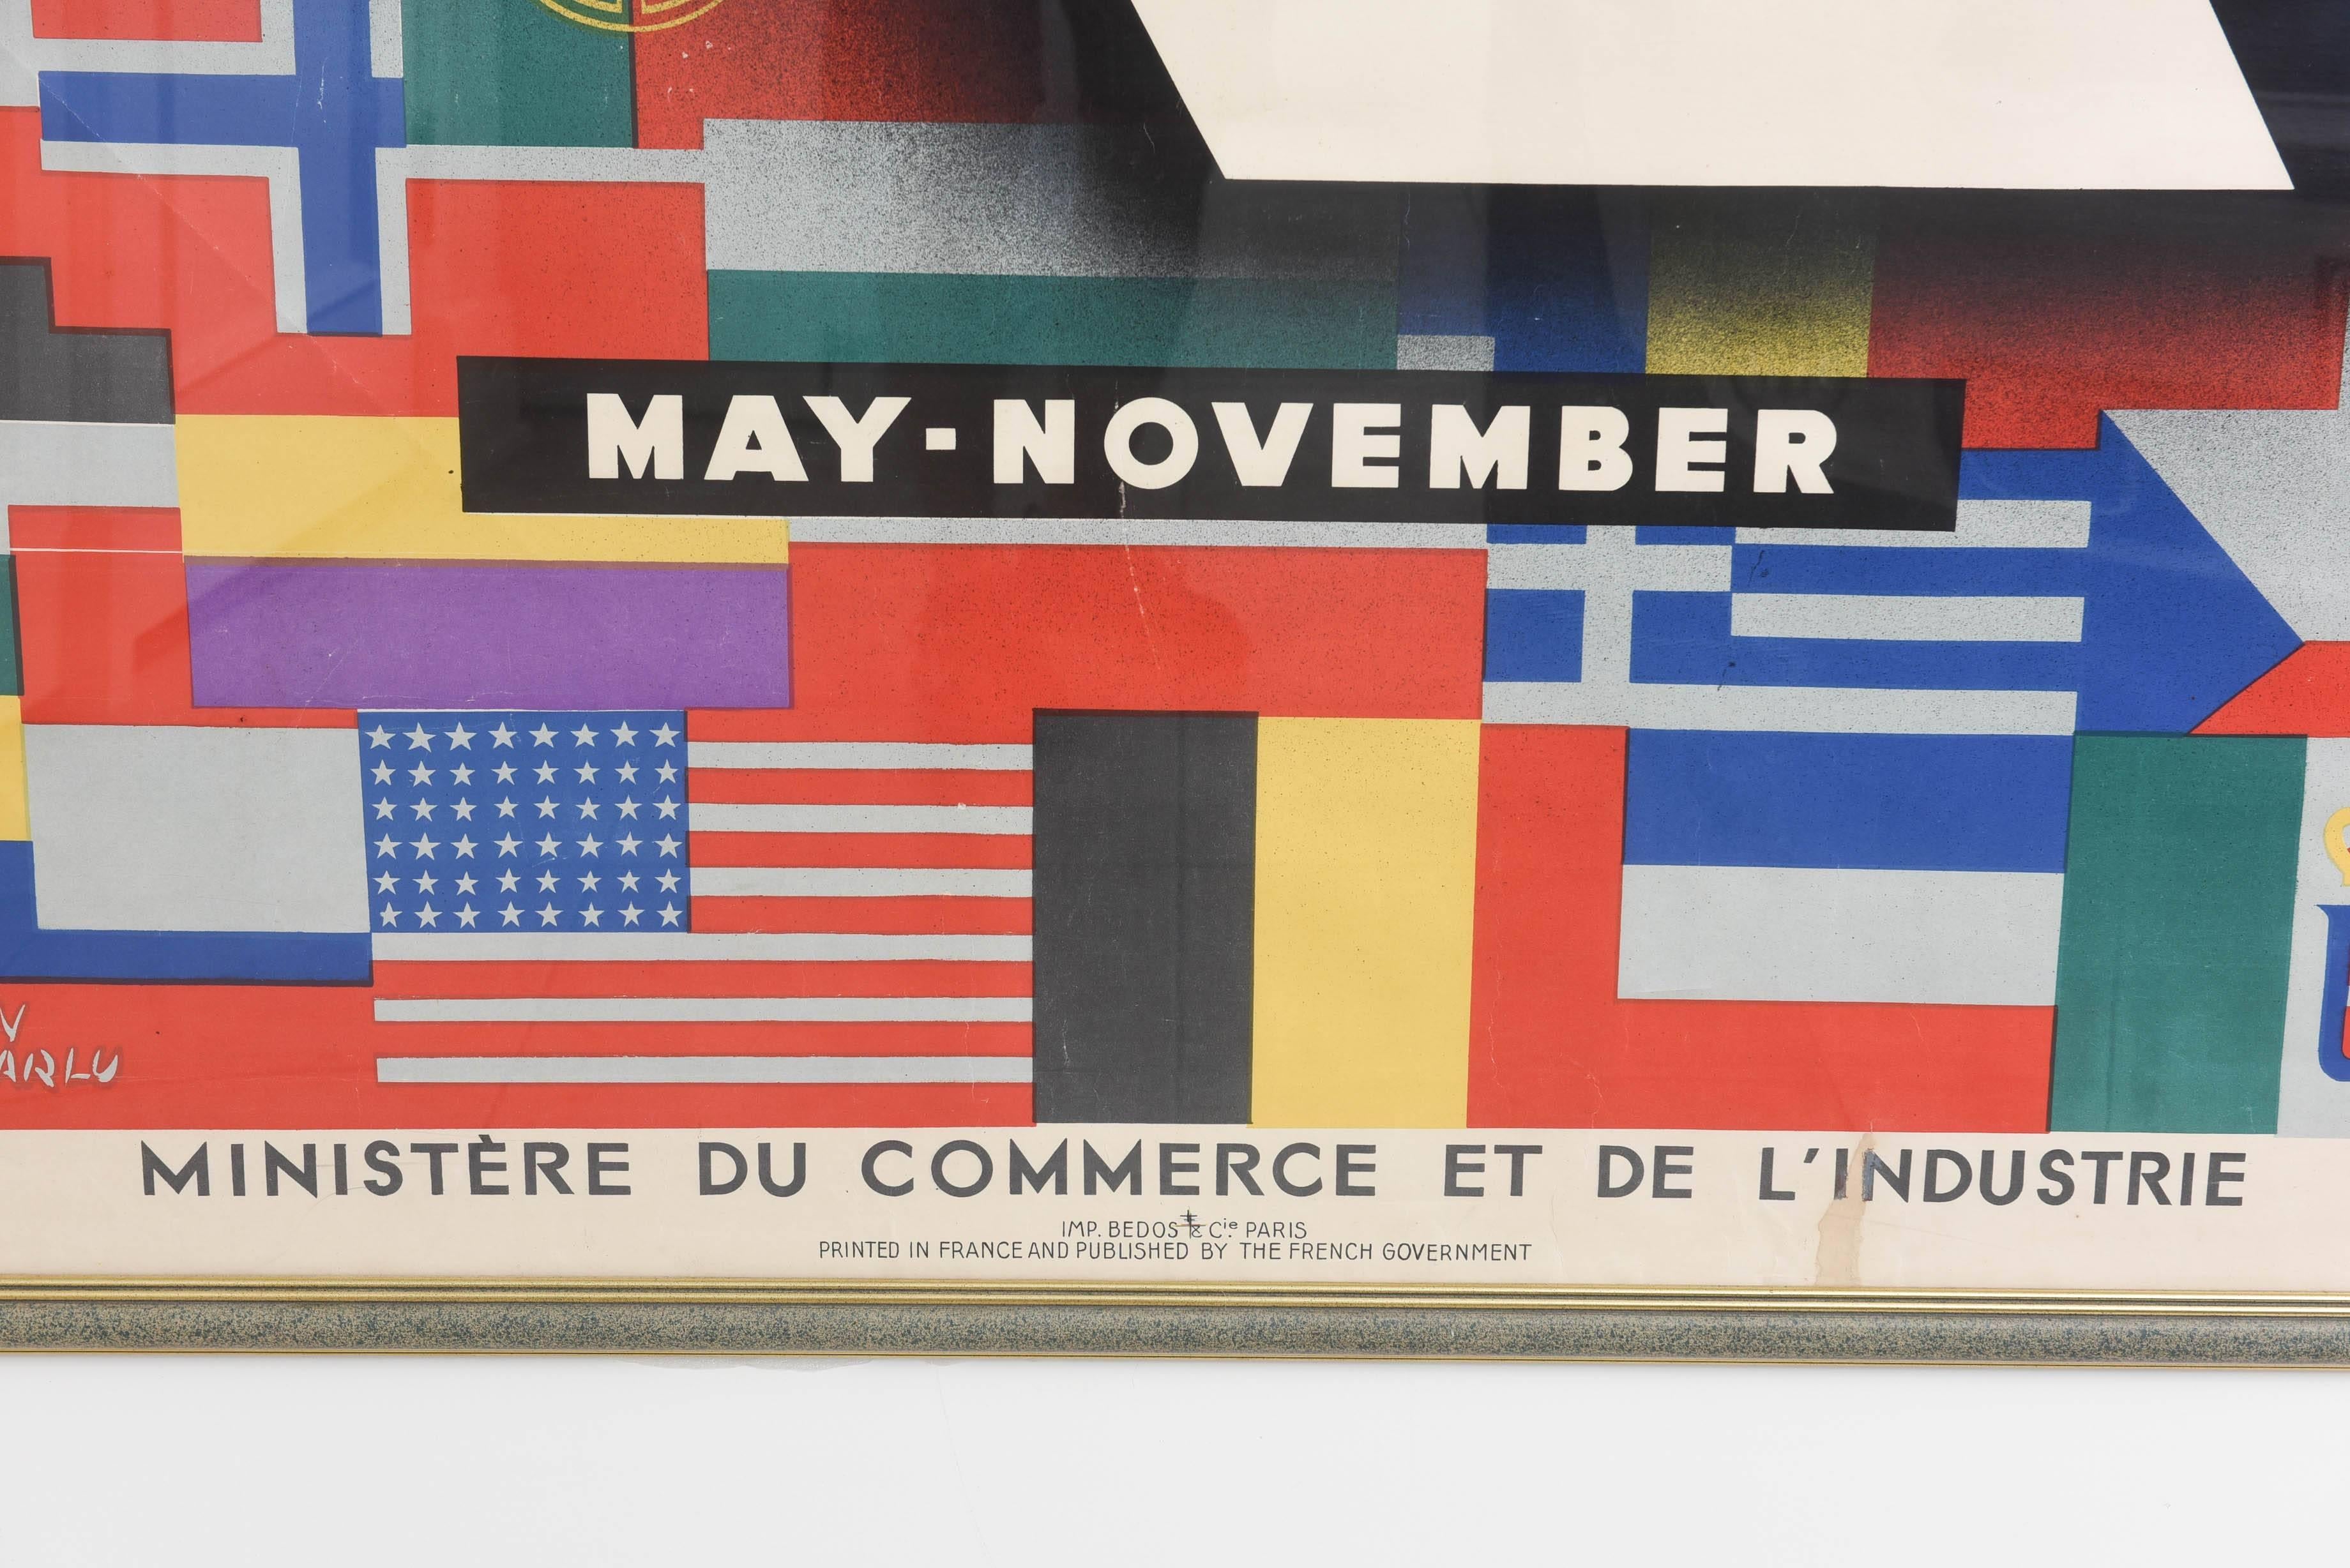 MAY-NOVEMBER
ARLU
MINISTÈRE DU COMMERCE ET DE L'INDUSTRIE
IMP. BEDOS & Cie PARIS
PRINTED IN FRANCE AND PUBLISHED BY THE FRENCH GOVERNMENT